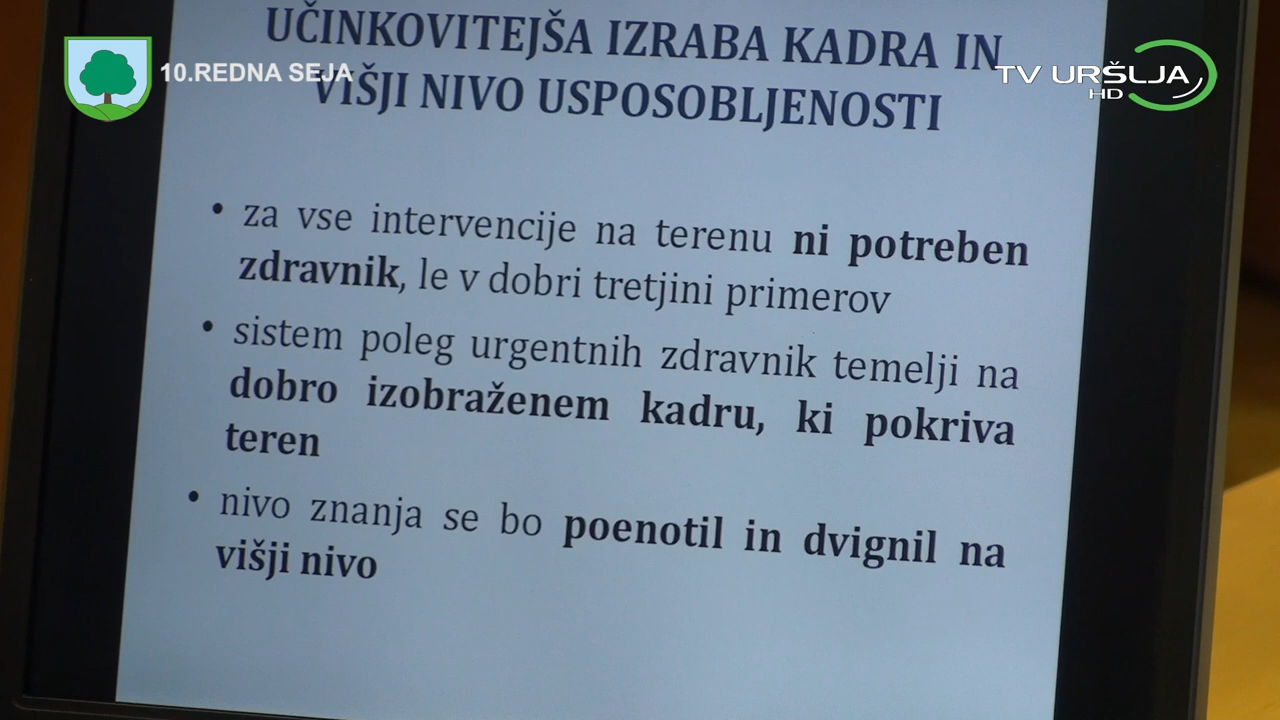 UČINKOVITEJŠA IZRABA KADRA IN
VIŠJI NIVO USPOSOBLJENOSTI
10.REDNA SEJA
TV URŠLJA
HD
• za vse intervencije na terenu ni potreben
zdravnik, le v dobri tretjini primerov
• sistem poleg urgentnih zdravnik temelji na
dobro izobraženem kadru, ki pokriva
teren
• nivo znanja se bo poenotil in dvignil na
višji nivo